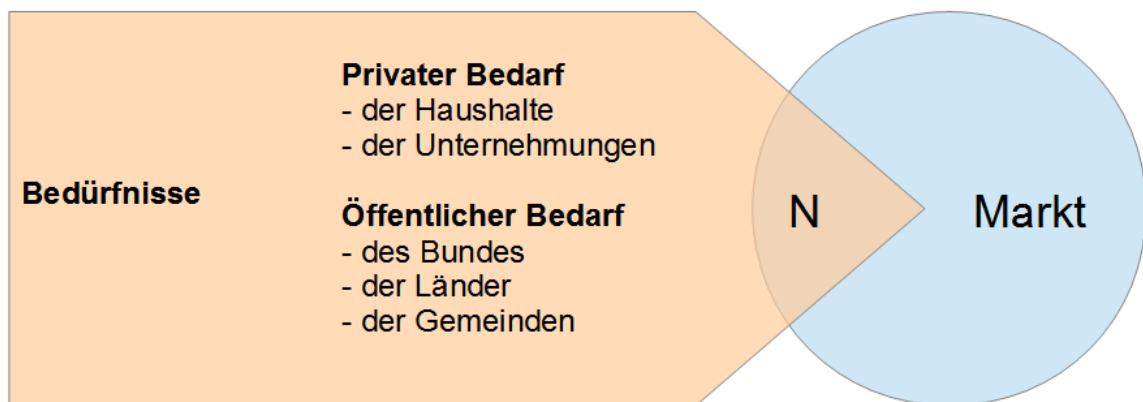 Privater Bedarf
- der Haushalte
- der Unternehmungen
Bedürfnisse
Öffentlicher Bedarf
- des Bundes
- der Länder
- der Gemeinden
N
Markt